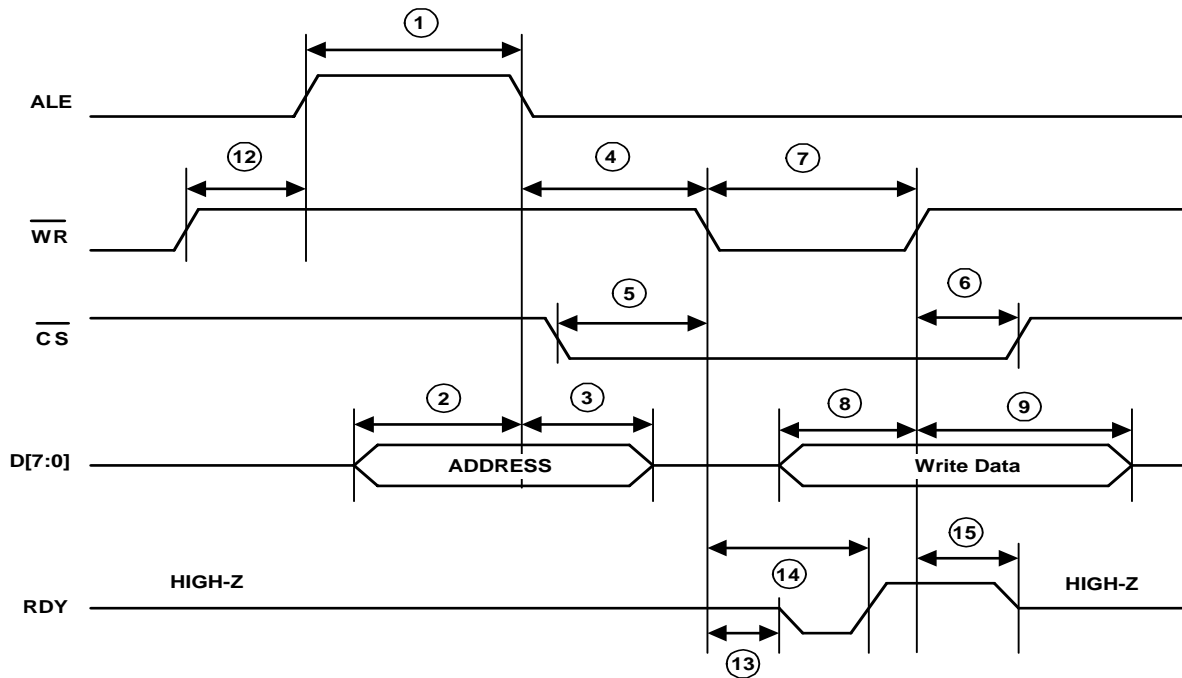 1
ALE
12
4
7
WR
5
6
CS
2
3
8
9
D[7:0]
ADDRESS
Write Data
15
HIGH-Z
14
HIGH-Z
RDY
13